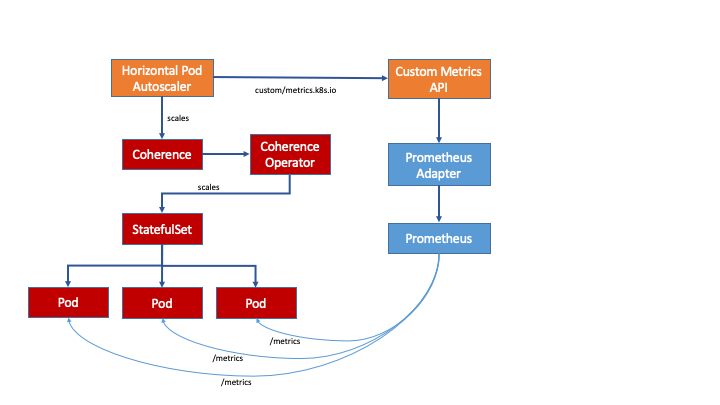 Horizontal Pod
Autoscaler
Custom Metrics
API
custom/metrics.k8s.io
scales
Coherence
Coherence
Operator
Prometheus
Adapter
scales
StatefulSet
Prometheus
Pod
Pod
Pod
/metrics
/metrics
/metrics